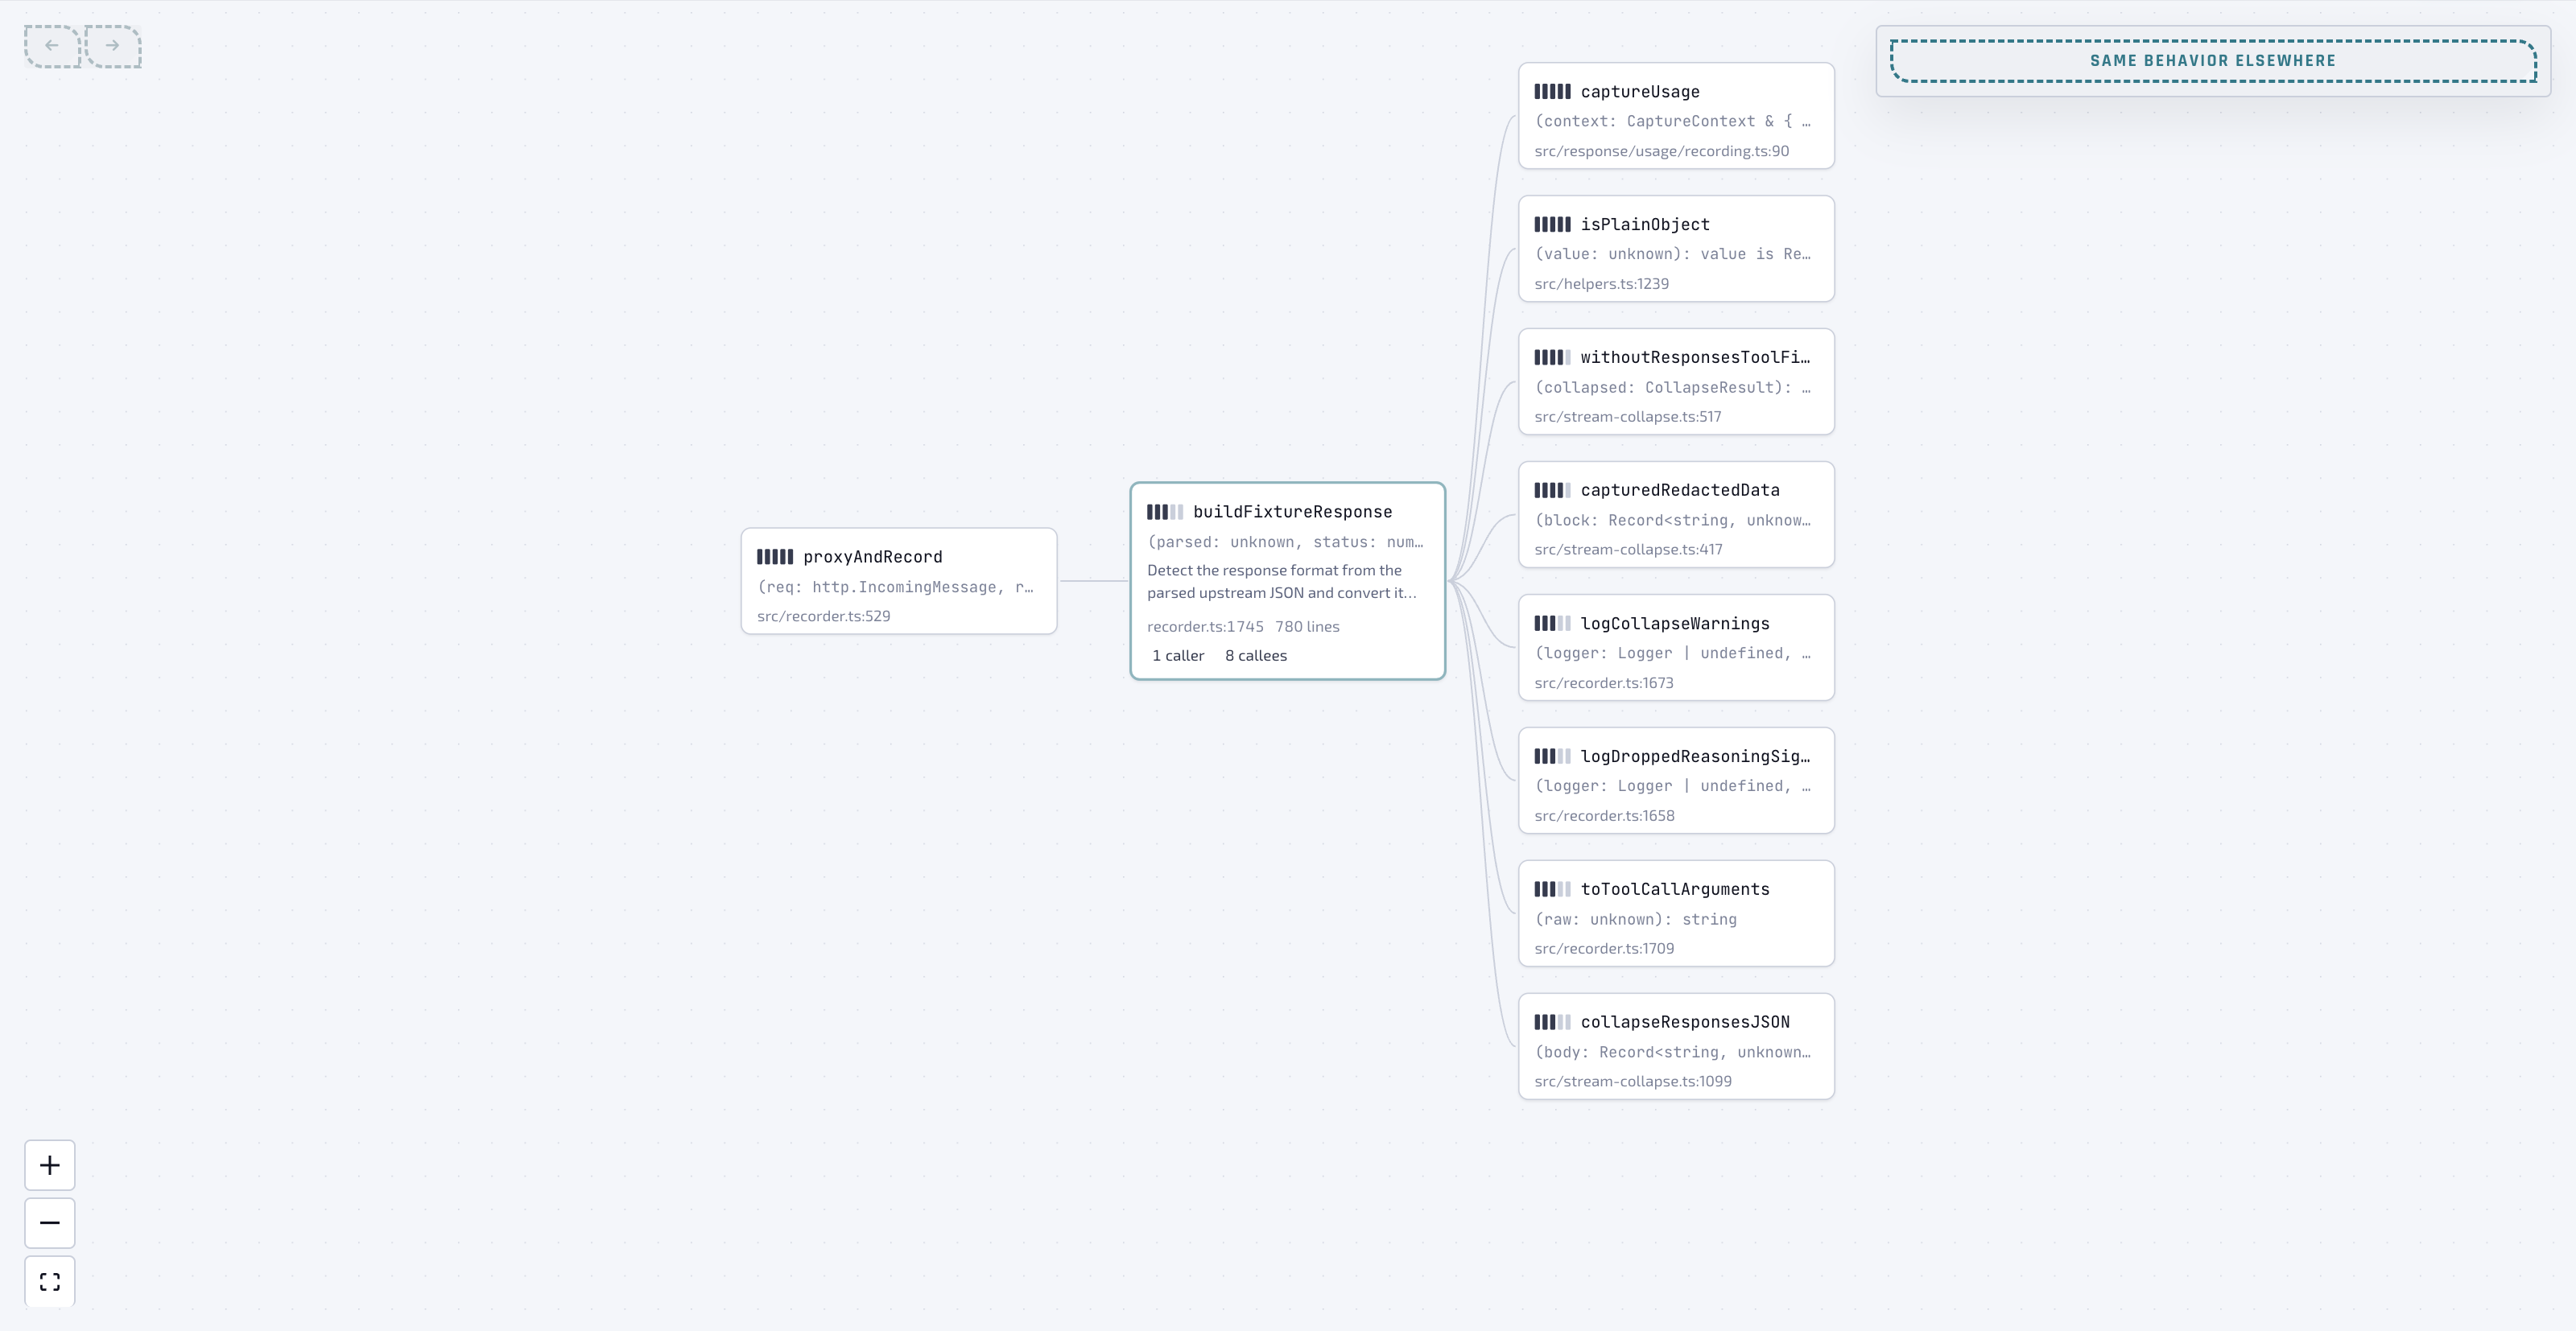 SAME BEHAVIOR ELSEWHERE
captureUsage
(context: CaptureContext & { …
src/response/usage/recording.ts:90
isPlainObject
(value: unknown): value is Re…
src/helpers.ts:1239
withoutResponsesToolFi…
(collapsed: CollapseResult): …
src/stream-collapse.ts:517
capturedRedactedData
(block: Record<string, unknow…
src/stream-collapse.ts:417
proxyAndRecord
(req: http.IncomingMessage, r…
src/recorder.ts:529
buildFixtureResponse
(parsed: unknown, status: num…
Detect the response format from the
parsed upstream JSON and convert it…
recorder.ts:1745 780 lines
1 caller 8 callees
logCollapseWarnings
(logger: Logger | undefined, …
src/recorder.ts:1673
logDroppedReasoningSig…
(logger: Logger | undefined, …
src/recorder.ts:1658
toToolCallArguments
(raw: unknown): string
src/recorder.ts:1709
collapseResponsesJSON
(body: Record<string, unknown…
src/stream-collapse.ts:1099